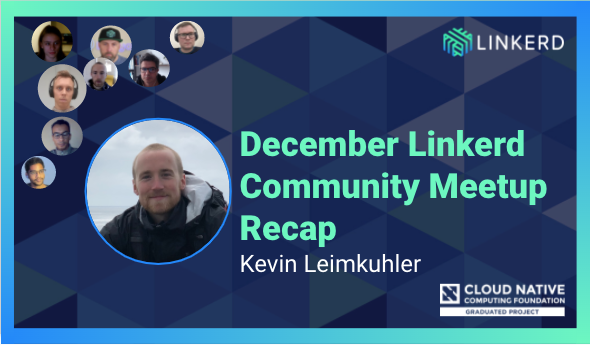 LINKERD
December Linkerd
Community Meetup
Recap
Kevin Leimkuhler
CLOUD NATIVE
COMPUTING FOUNDATION
GRADUATED PROJECT